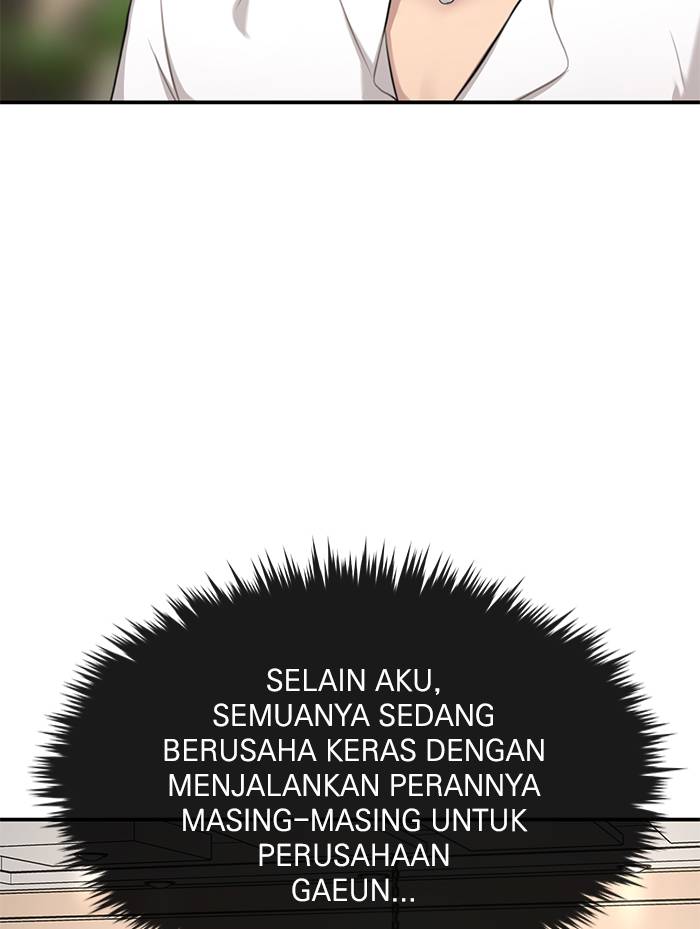 SELAIN AKU,
SEMUANYA SEDANG
BERUSAHA KERAS DENGAN
MENJALANKAN PERANNYA
MASING-MASING UNTUK
PERUSAHAAN
GAEUN...